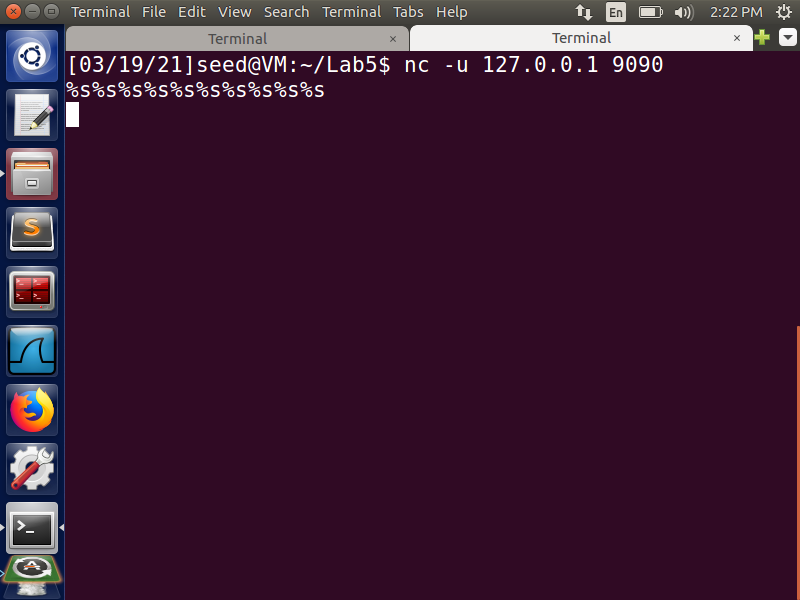 Terminal File Edit View Search Terminal Tabs Help En 2:22 PM
Terminal × Terminal ×
[03/19/21]seed@VM:~/Lab5$ nc -u 127.0.0.1 9090
%s%s%s%s%s%s%s%s%s%s